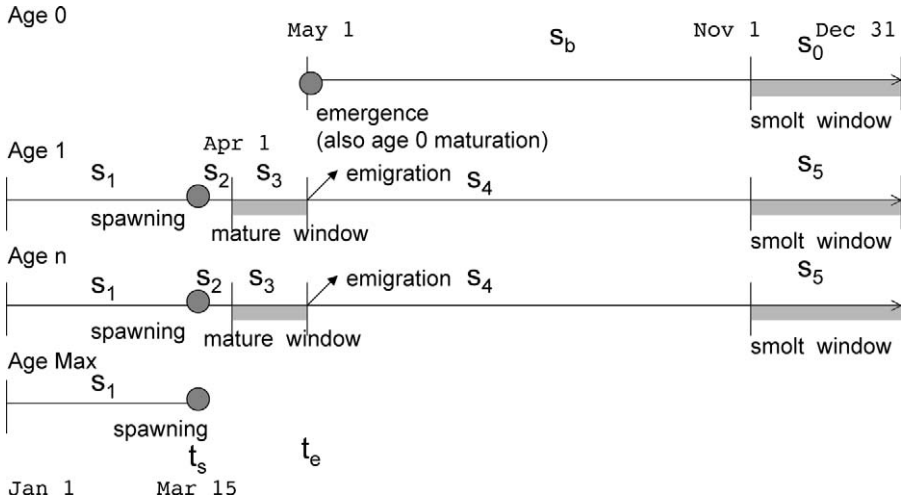 Age 0
May 1 S_b Nov 1 S_0 Dec 31
emergence
(also age 0 maturation)
smolt window
Age 1
Apr 1
S_1 S_2 S_3 emigration S_4 S_5
spawning
mature window
smolt window
Age n
S_1 S_2 S_3 emigration S_4 S_5
spawning
mature window
smolt window
Age Max
S_1
spawning
t_s t_e
Jan 1 Mar 15